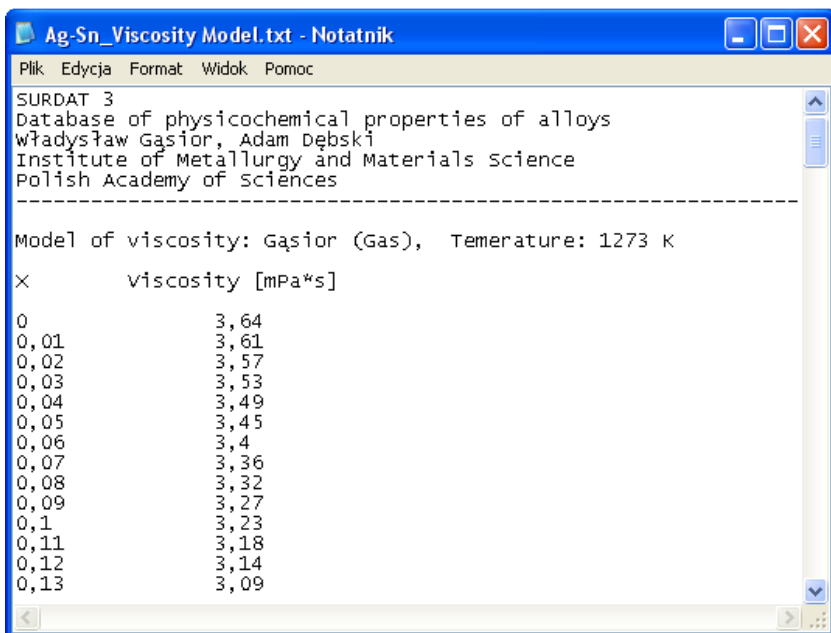 Ag-Sn_Viscosity Model.txt - Notatnik
Plik Edycja Format Widok Pomoc
SURDAT 3
Database of physicochemical properties of alloys
Władysław Gąsior, Adam Dębski
Institute of Metallurgy and Materials Science
Polish Academy of Sciences
--------------------------------------------------------------
Model of viscosity: Gąsior (Gas), Temerature: 1273 K
X Viscosity [mPa*s]
0 3,64
0,01 3,61
0,02 3,57
0,03 3,53
0,04 3,49
0,05 3,45
0,06 3,4
0,07 3,36
0,08 3,32
0,09 3,27
0,1 3,23
0,11 3,18
0,12 3,14
0,13 3,09